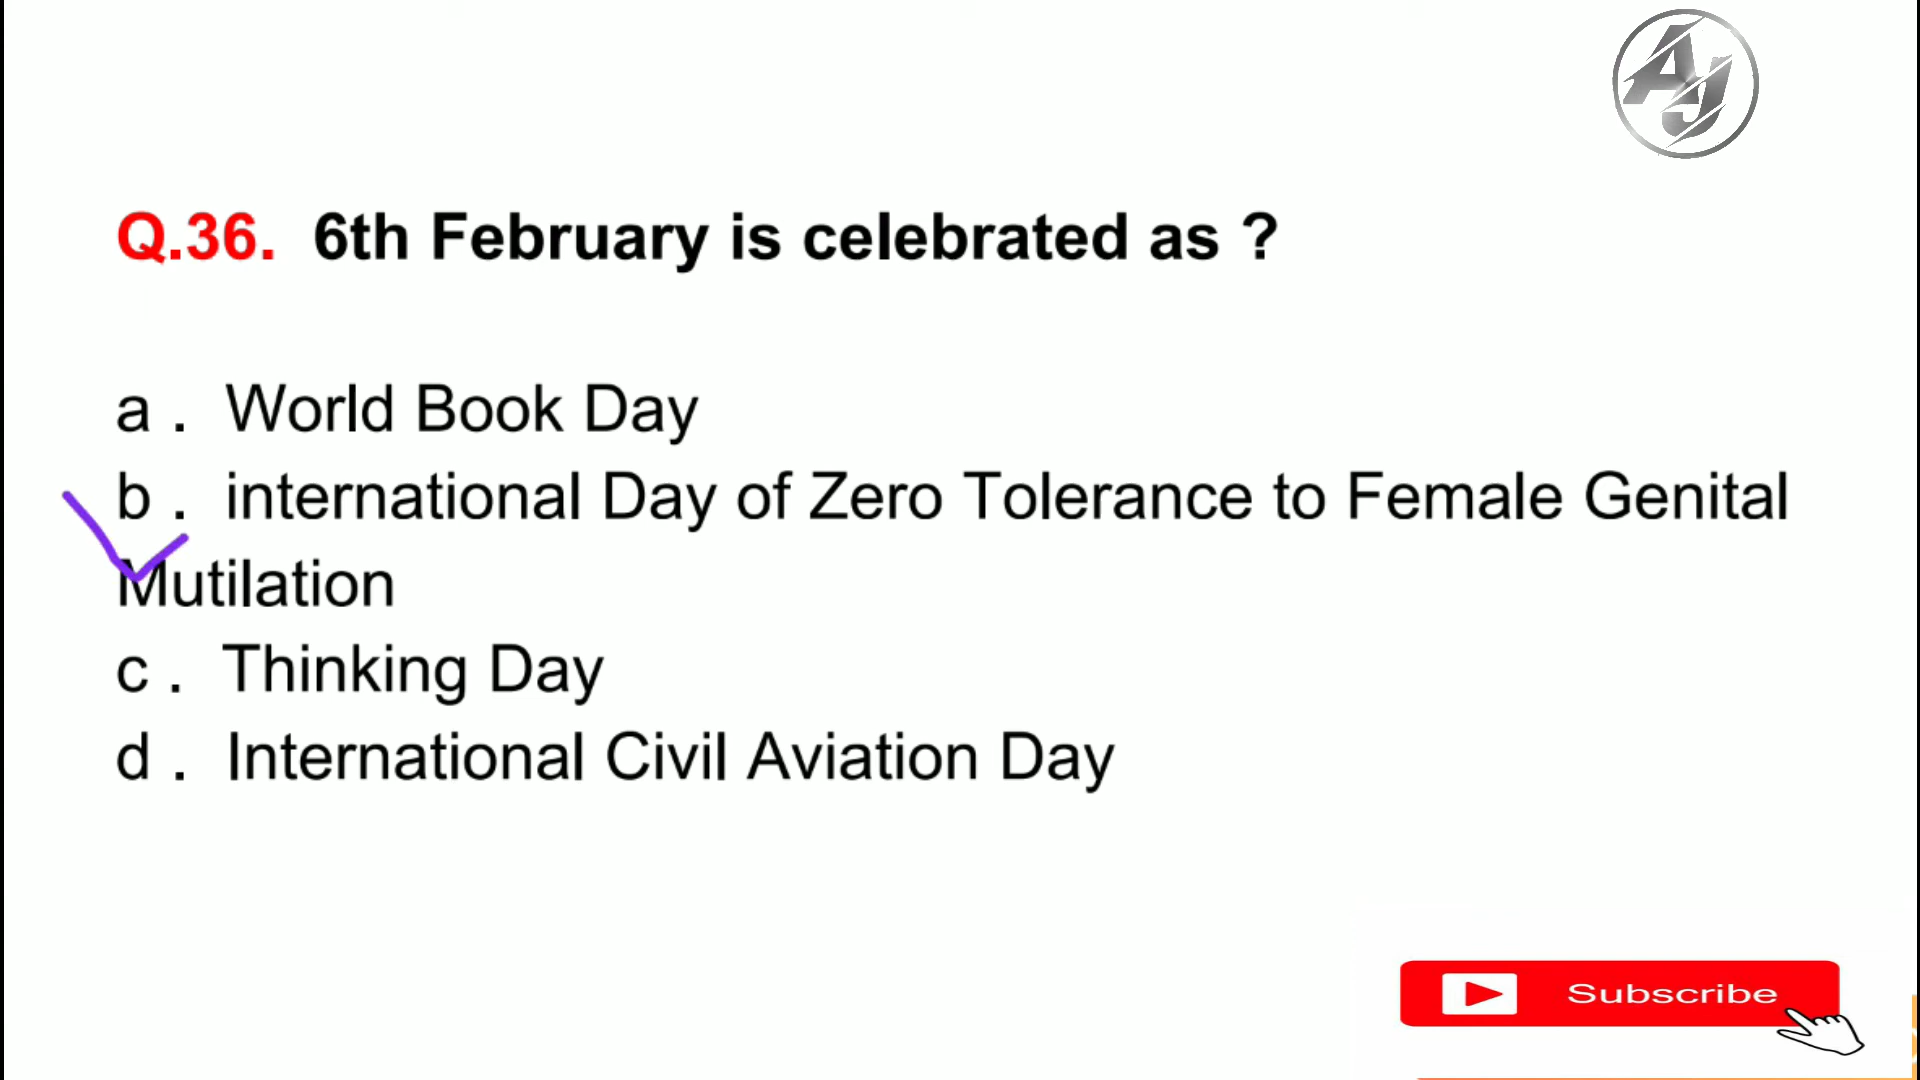 AJ
Q.36. 6th February is celebrated as ?
a . World Book Day
b . international Day of Zero Tolerance to Female Genital
Mutilation
c . Thinking Day
d . International Civil Aviation Day
Subscribe